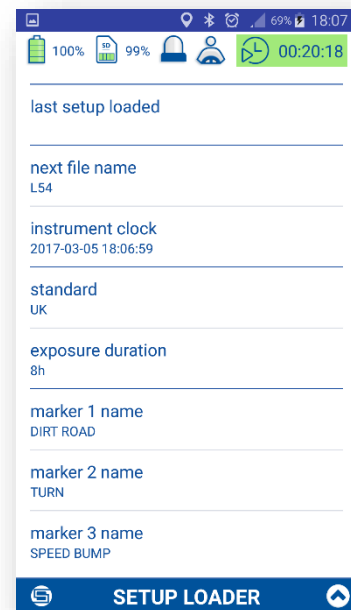 69% 18:07
100% SD 99% 00:20:18
last setup loaded
next file name
L54
instrument clock
2017-03-05 18:06:59
standard
UK
exposure duration
8h
marker 1 name
DIRT ROAD
marker 2 name
TURN
marker 3 name
SPEED BUMP
SETUP LOADER